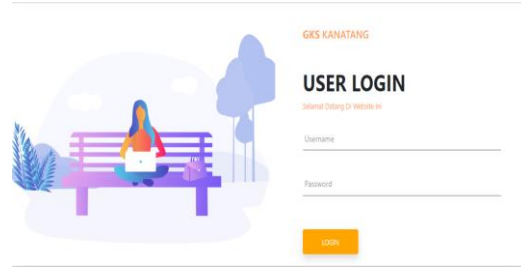 GKS KANATANG
USER LOGIN
Selamat Datang Di Website ini
Username
Password
LOGIN